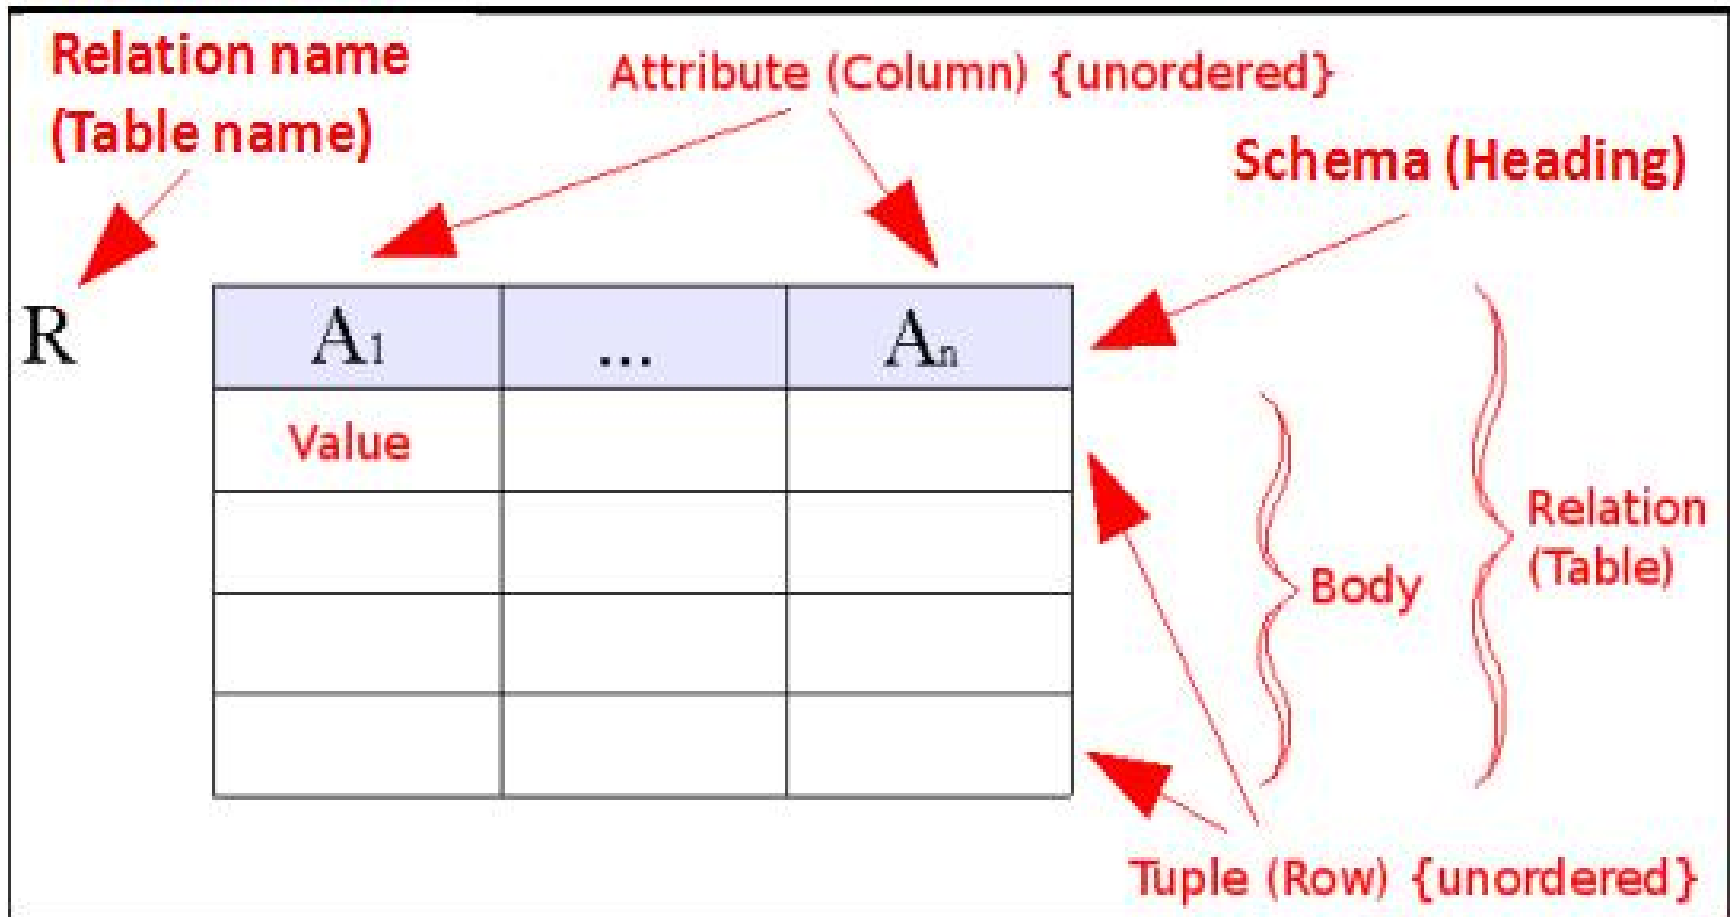 Relation name
(Table name)
Attribute (Column) {unordered}
Schema (Heading)
R
A1
...
An
Value
Relation
(Table)
Body
Tuple (Row) {unordered}